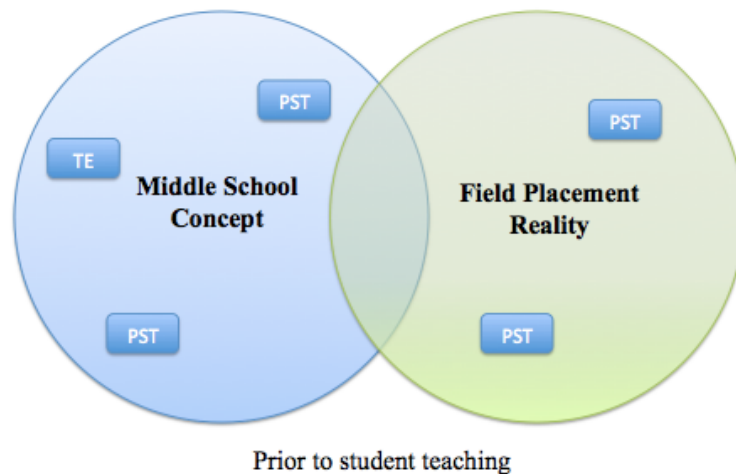 PST
PST
TE
Middle School
Concept
Field Placement
Reality
PST
PST
Prior to student teaching